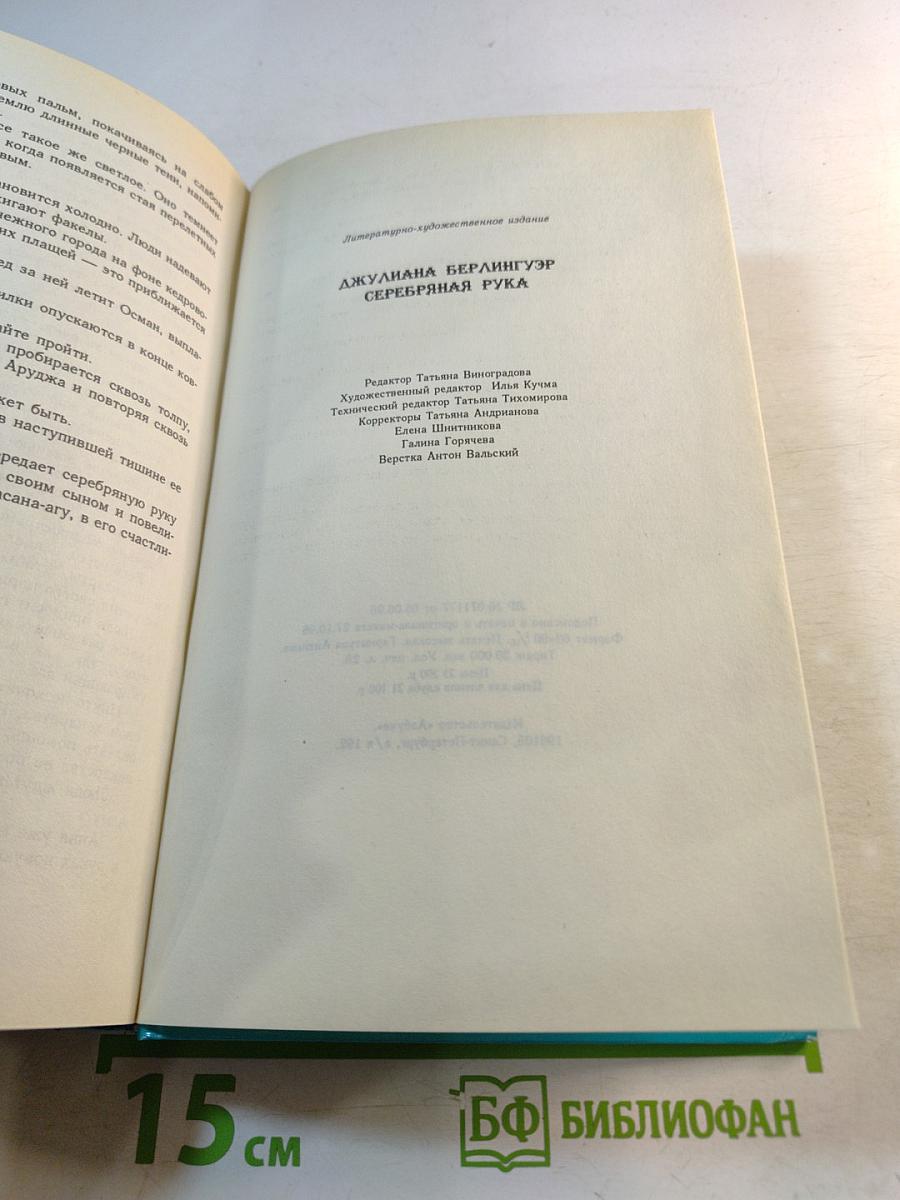 вых пальм, покачиваясь на слабом
емлю длинные черные тени, напоми-
се такое же светлое. Оно темнеет
когда появляется стая перелетных
вым.
ановится холодно. Люди надевают
жигают факелы.
нежного города на фоне кедрово-
их плащей — это приближается
ед за ней летит Осман, выпла-
илки опускаются в конце ков-
айте пройти.
пробирается сквозь толпу,
Аруджа и повторяя сквозь
жет быть.
в наступившей тишине ее
редает серебряную руку
своим сыном и повели-
асана-агу, в его счастли-
Литературно-художественное издание
ДЖУЛИАНА БЕРЛИНГУЭР
СЕРЕБРЯНАЯ РУКА
Редактор Татьяна Виноградова
Художественный редактор Илья Кучма
Технический редактор Татьяна Тихомирова
Корректоры Татьяна Андрианова
Елена Шнитникова
Галина Горячева
Верстка Антон Вальский
15 см
БФ БИБЛИОФАН